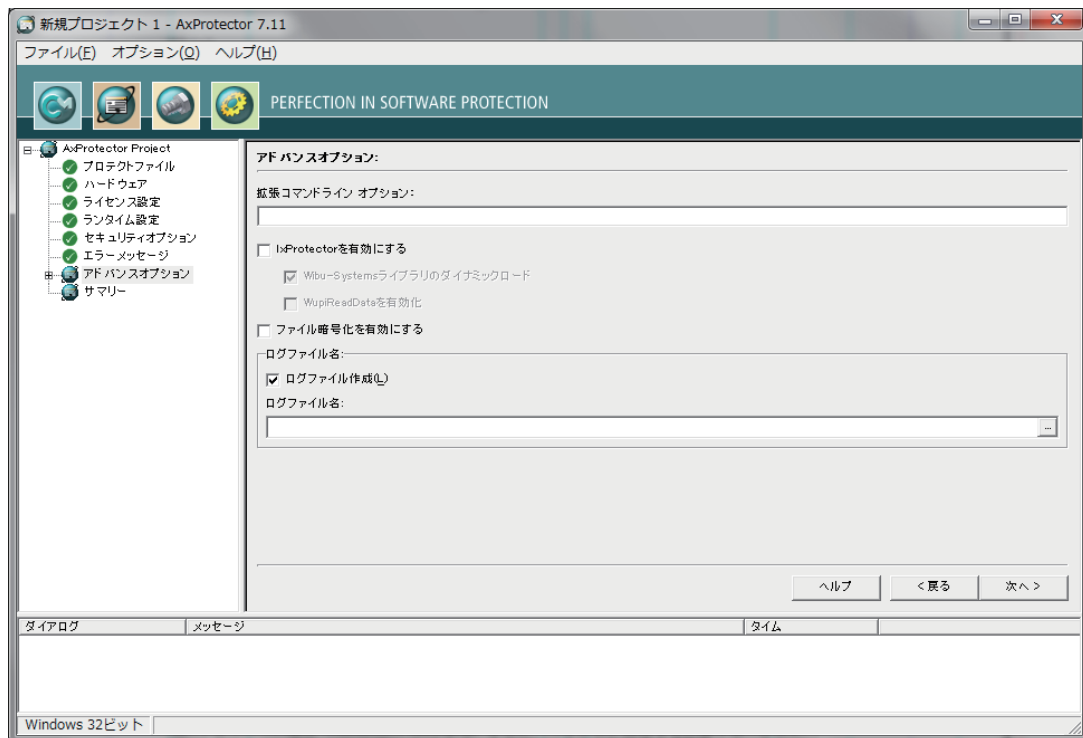 新規プロジェクト 1 - AxProtector 7.11
ファイル(F) オプション(O) ヘルプ(H)
PERFECTION IN SOFTWARE PROTECTION
AxProtector Project
プロテクトファイル
ハードウェア
ライセンス設定
ランタイム設定
セキュリティオプション
エラーメッセージ
アドバンスオプション
サマリー
アドバンスオプション:
拡張コマンドライン オプション:
IxProtectorを有効にする
Wibu-Systemsライブラリのダイナミックロード
WupiReadDataを有効化
ファイル暗号化を有効にする
ログファイル名:
ログファイル作成(L)
ログファイル名:
...
ヘルプ
<戻る
次へ>
ダイアログ メッセージ タイム
Windows 32ビット